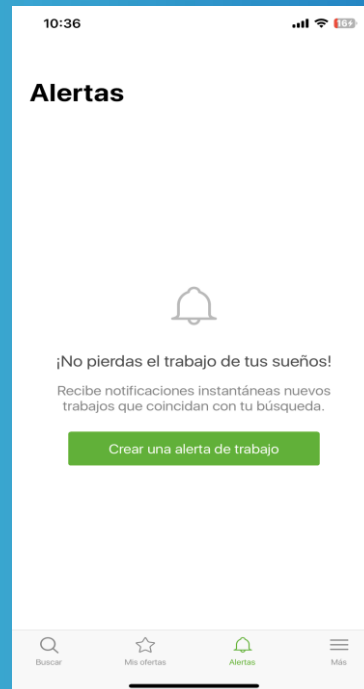 10:36
16
Alertas
¡No pierdas el trabajo de tus sueños!
Recibe notificaciones instantáneas nuevos
trabajos que coincidan con tu búsqueda.
Crear una alerta de trabajo
Buscar
Mis ofertas
Alertas
Más